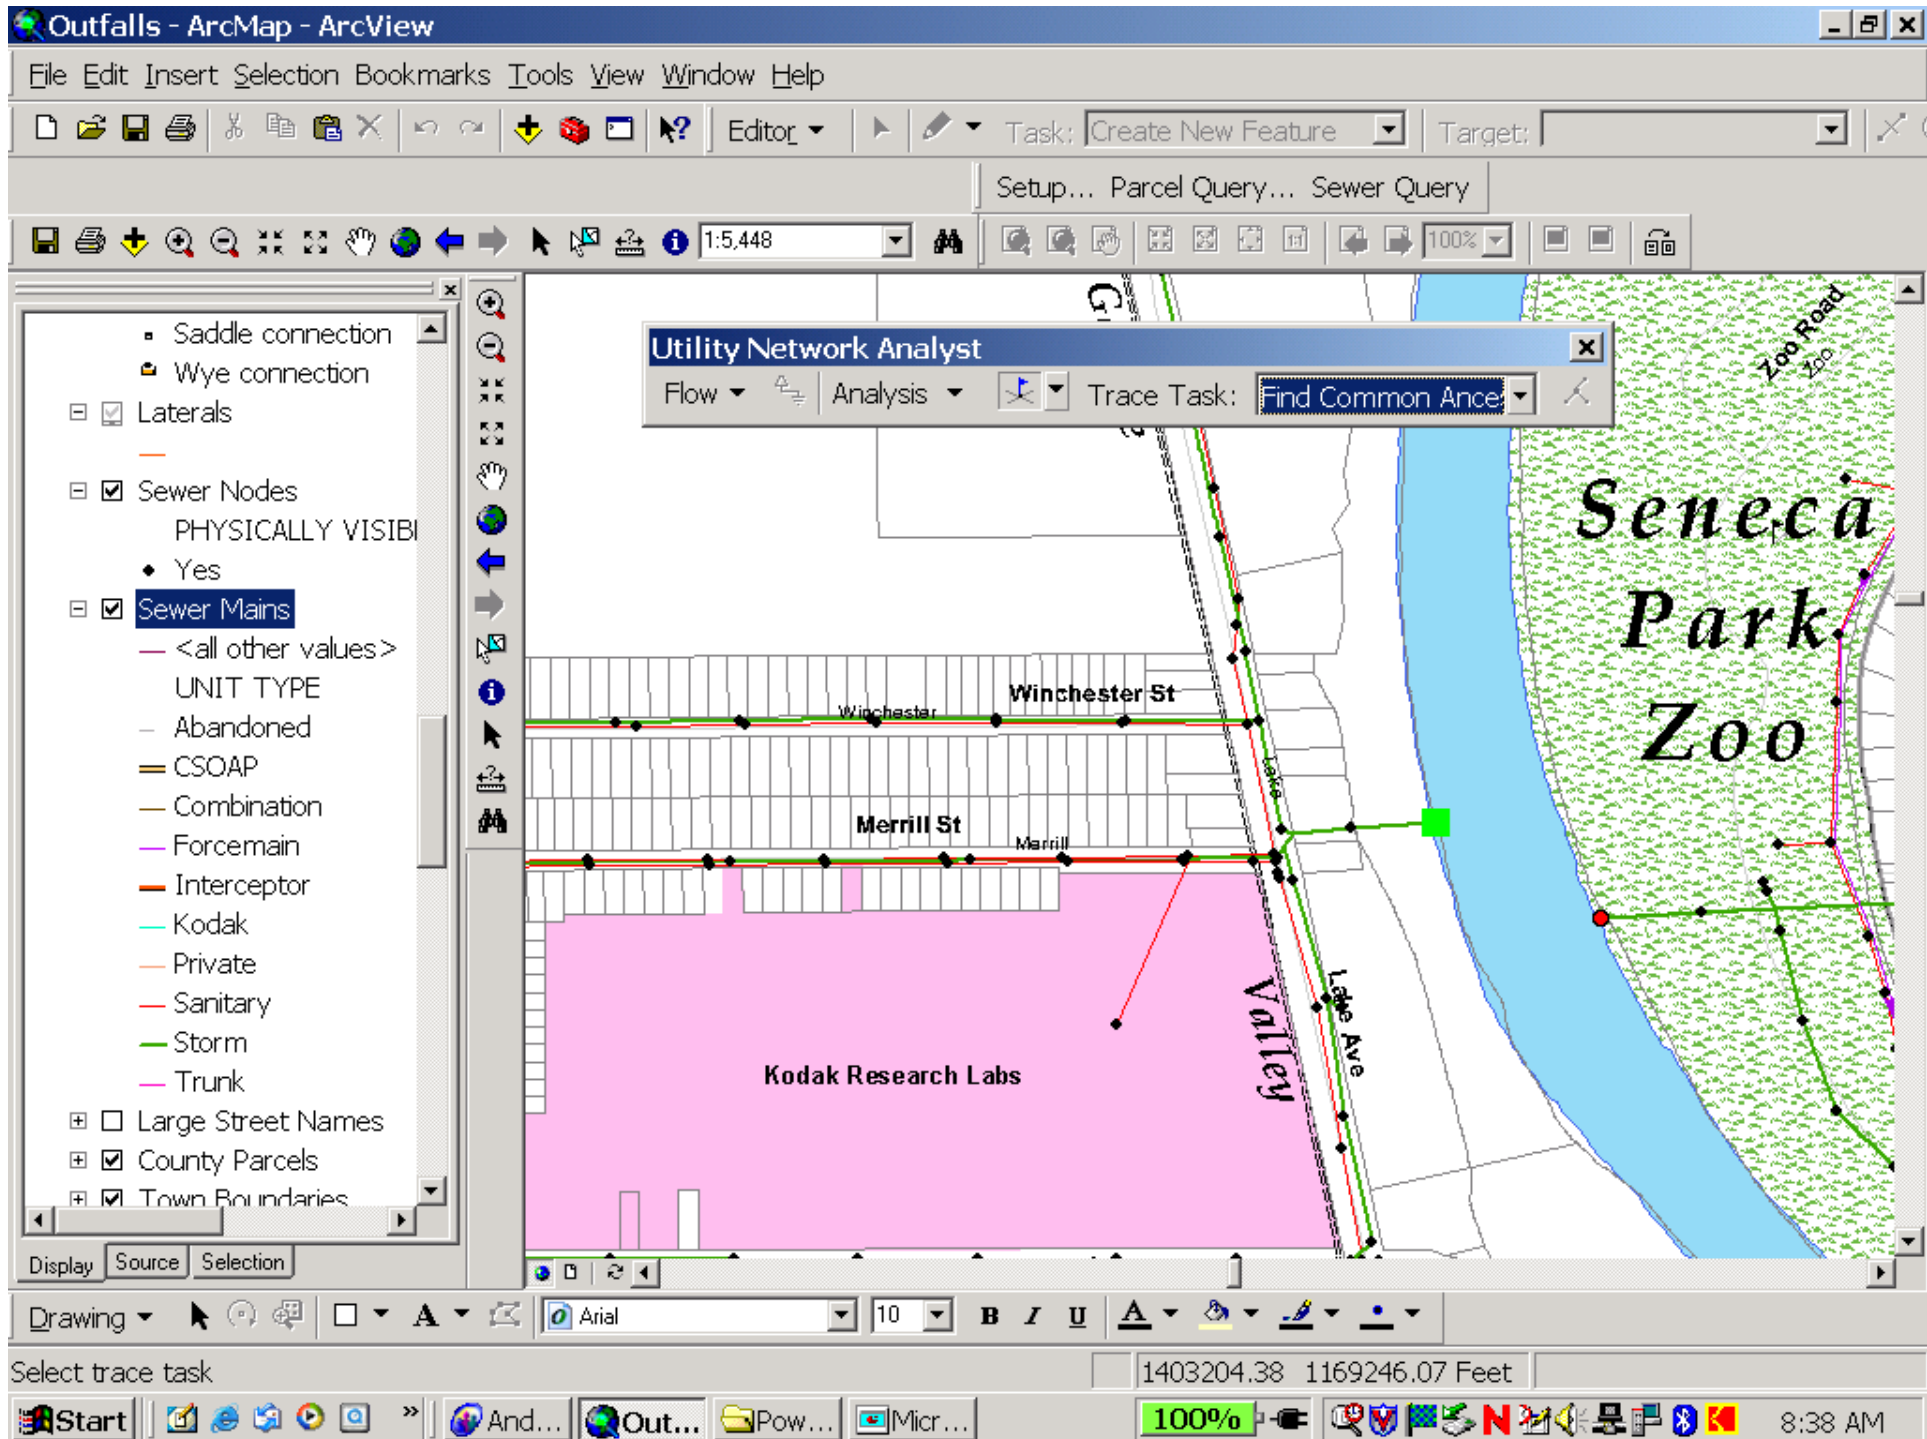 Outfalls - ArcMap - ArcView
File Edit Insert Selection Bookmarks Tools View Window Help
Editor Task: Create New Feature Target:
Setup... Parcel Query... Sewer Query
1:5,448 1:1 100%
Saddle connection
Wye connection
Laterals
Sewer Nodes
PHYSICALLY VISIB
Yes
Sewer Mains
<all other values>
UNIT TYPE
Abandoned
CSOAP
Combination
Forcemain
Interceptor
Kodak
Private
Sanitary
Storm
Trunk
Large Street Names
County Parcels
Town Boundaries
Display Source Selection
Utility Network Analyst
Flow Analysis Trace Task: Find Common Ances
Zoo Road
Zoo
Seneca
Park
Zoo
Winchester St
Winchester
Lake
Merrill St
Merrill
Valley
Lake Ave
Kodak Research Labs
Drawing A Arial 10 B I U A
Select trace task
1403204.38 1169246.07 Feet
Start » And... Out... Pow... Micr... 100% N 8:38 AM